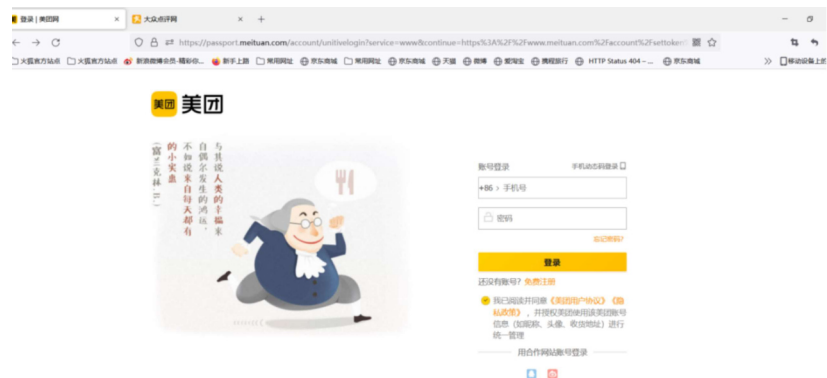 登录 | 美团网
大众点评网
https://passport.meituan.com/account/unitivelogin?service=www&continue=https%3A%2F%2Fwww.meituan.com%2Faccount%2Fsettoken
火狐官方站点 火狐官方站点 新浪微博会员-精彩你... 新手上路 常用网址 京东商城 常用网址 京东商城 天猫 微博 爱淘宝 携程旅行 HTTP Status 404 – ... 京东商城 移动设备上的
美团 美团
与其说人类的幸福来
自偶尔发生的鸿运，
不如说来自每天都有
的小实惠
(富兰克林 B.)
账号登录 手机动态码登录
+86 > 手机号
密码
忘记密码?
登录
还没有账号? 免费注册
我已阅读并同意《美团用户协议》《隐
私政策》，并授权美团使用该美团账号
信息（如昵称、头像、收货地址）进行
统一管理
用合作网站账号登录